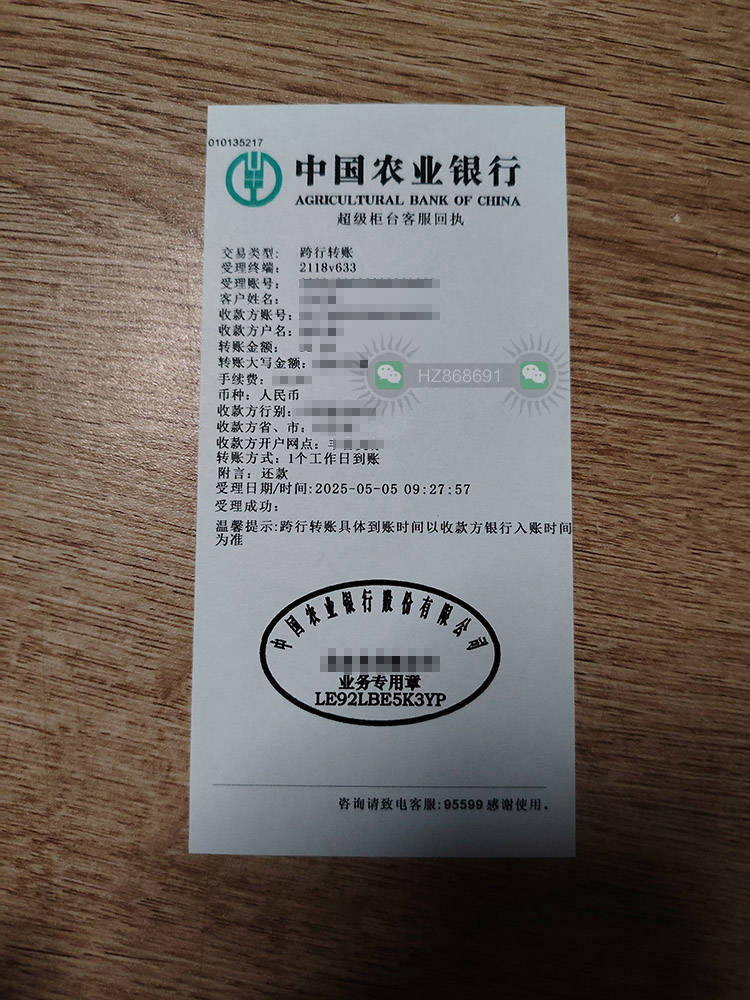 010135217
中国农业银行
AGRICULTURAL BANK OF CHINA
超级柜台客服回执
交易类型: 跨行转账
受理终端: 2118v633
受理账号:
客户姓名:
收款方账号:
收款方户名:
转账金额:
转账大写金额:
HZ868691
手续费:
币种: 人民币
收款方行别:
收款方省、市:
收款方开户网点:
转账方式: 1个工作日到账
附言: 还款
受理日期/时间:2025-05-05 09:27:57
受理成功:
温馨提示:跨行转账具体到账时间以收款方银行入账时间
为准
中国农业银行股份有限公司
业务专用章
LE92LBE5K3YP
咨询请致电客服:95599 感谢使用。